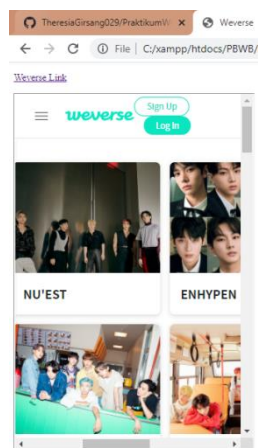 TheresiaGirsang029/PraktikumW
Weverse
File | C:/xampp/htdocs/PBWB/
Weverse Link
weverse
Sign Up
Log In
NU'EST
ENHYPEN